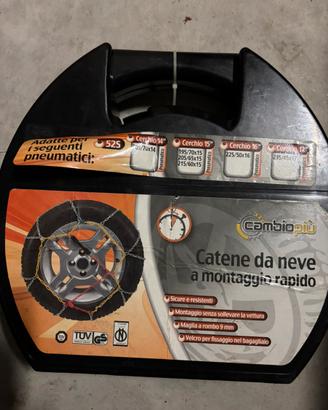 Adatte per
i seguenti
pneumatici:
525
Cerchio 14"
Cerchio 15"
195/70x15
205/65x15
215/60x15
Cerchio 16"
225/50x16
cambiopiù
Catene da neve
a montaggio rapido
Sicure e resistenti
Montaggio senza sollevare la vettura
Maglia a rombo 9 mm
Velcro per fissaggio nel bagagliaio
TÜV GS